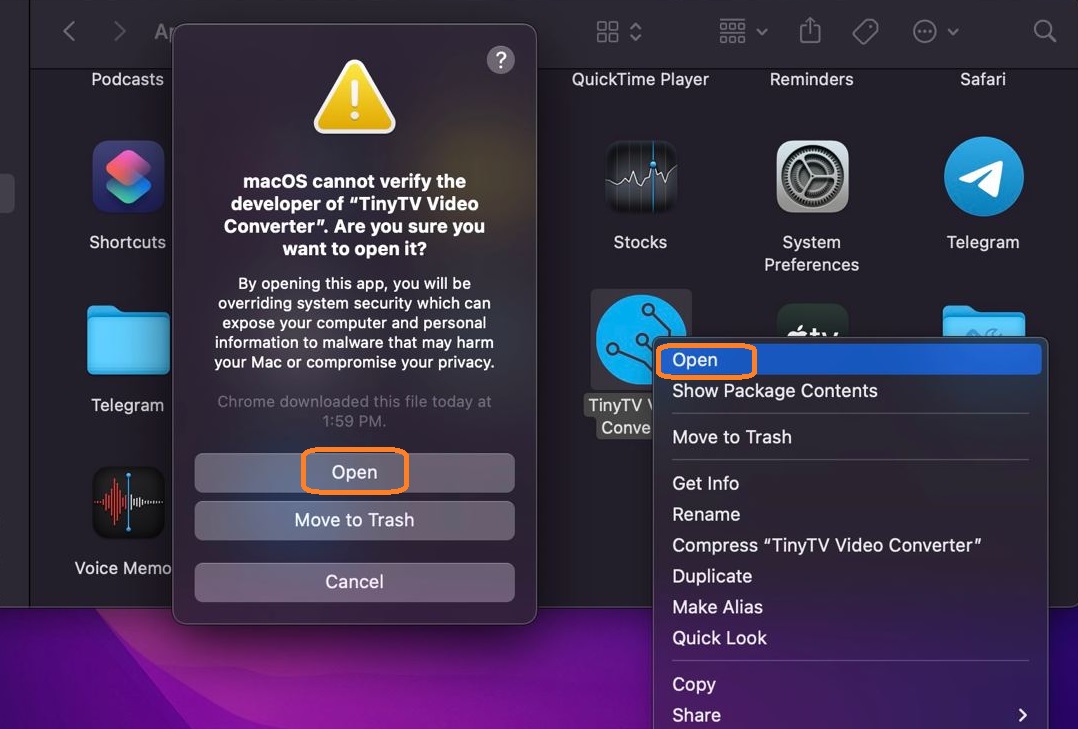 Ap
Podcasts
QuickTime Player
Reminders
Safari
?
macOS cannot verify the
developer of “TinyTV Video
Converter”. Are you sure you
want to open it?
By opening this app, you will be
overriding system security which can
expose your computer and personal
information to malware that may harm
your Mac or compromise your privacy.
Chrome downloaded this file today at
1:59 PM.
Open
Move to Trash
Cancel
Shortcuts
Stocks
System
Preferences
Telegram
Telegram
tv
TinyTV V
Conve
Voice Memo
Open
Show Package Contents
Move to Trash
Get Info
Rename
Compress “TinyTV Video Converter”
Duplicate
Make Alias
Quick Look
Copy
Share